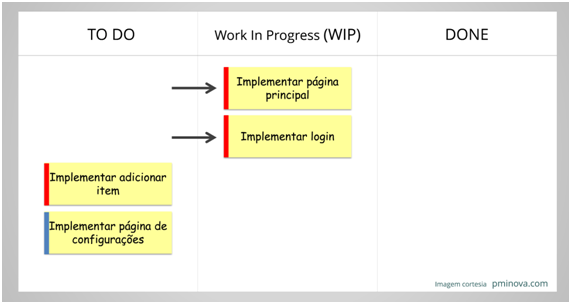 TO DO
Work In Progress (WIP)
DONE
Implementar página
principal
Implementar login
Implementar adicionar
item
Implementar página de
configurações
Imagem cortesia pminova.com